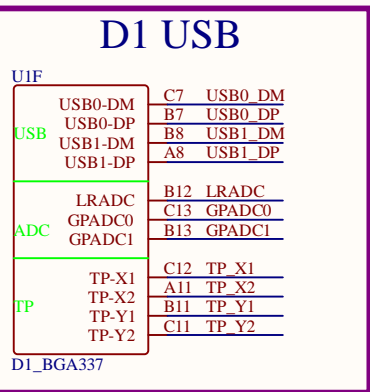 D1 USB
U1F
USB
USB0-DM C7 USB0_DM
USB0-DP B7 USB0_DP
USB1-DM B8 USB1_DM
USB1-DP A8 USB1_DP
ADC
LRADC B12 LRADC
GPADC0 C13 GPADC0
GPADC1 B13 GPADC1
TP
TP-X1 C12 TP_X1
TP-X2 A11 TP_X2
TP-Y1 B11 TP_Y1
TP-Y2 C11 TP_Y2
D1_BGA337